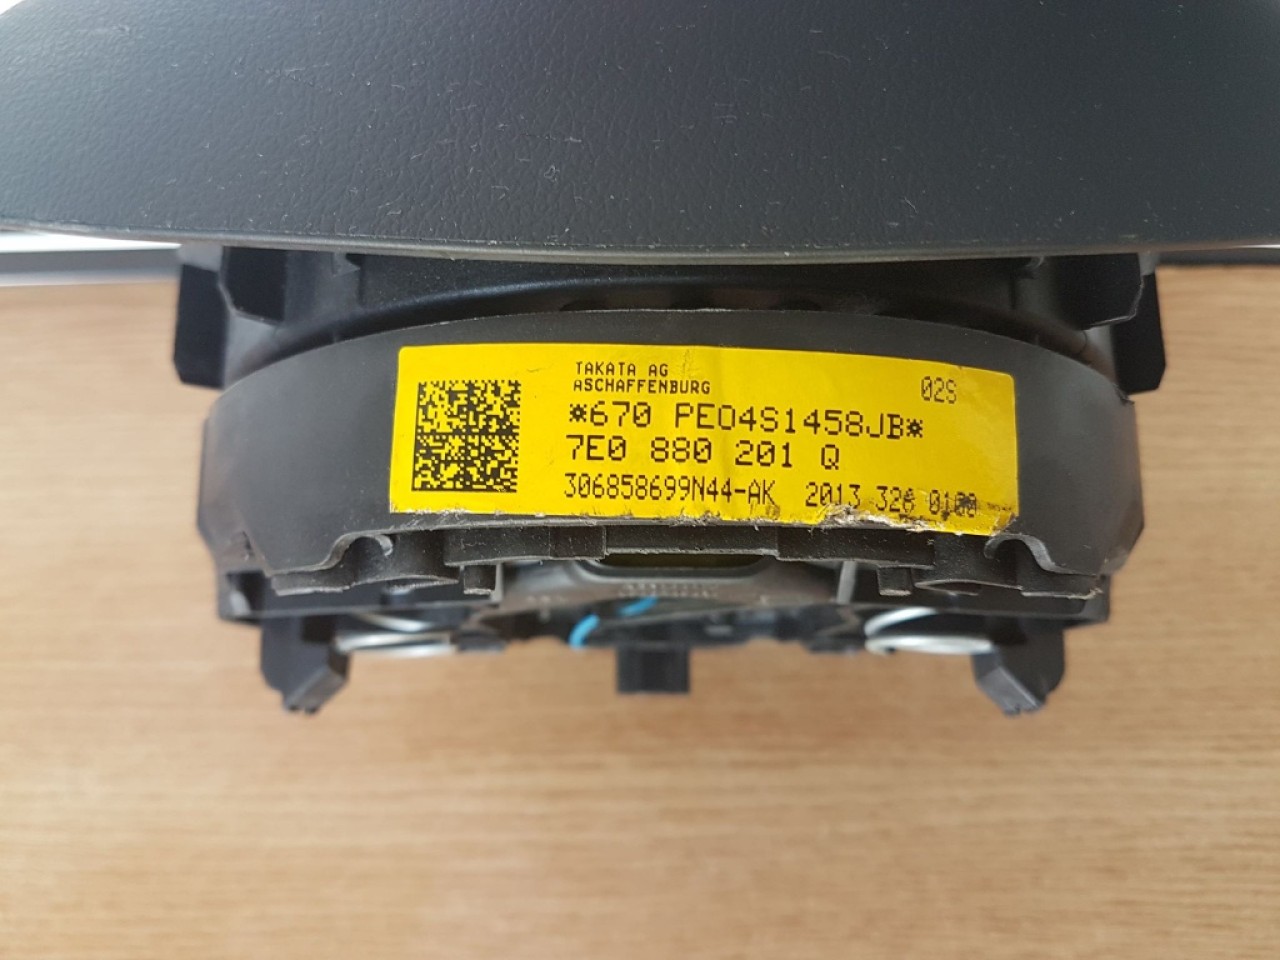 TAKATA AG
ASCHAFFENBURG
02S
*670 PE04S1458JB*
7E0 880 201 Q
306858699N44-AK 2013 326 0100